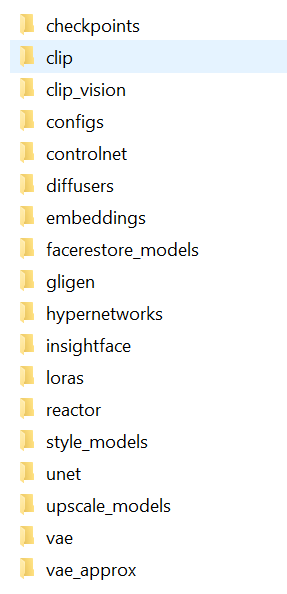 checkpoints
clip
clip_vision
configs
controlnet
diffusers
embeddings
facerestore_models
gligen
hypernetworks
insightface
loras
reactor
style_models
unet
upscale_models
vae
vae_approx